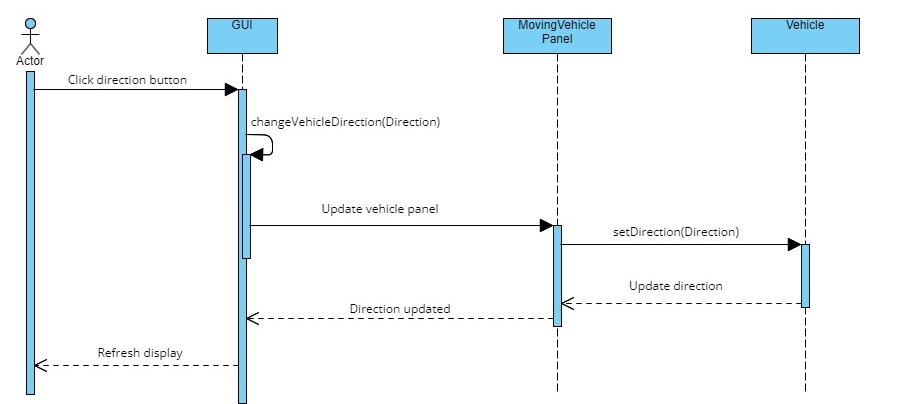 GUI
MovingVehicle
Panel
Vehicle
Actor
Click direction button
changeVehicleDirection(Direction)
Update vehicle panel
setDirection(Direction)
Update direction
Direction updated
Refresh display